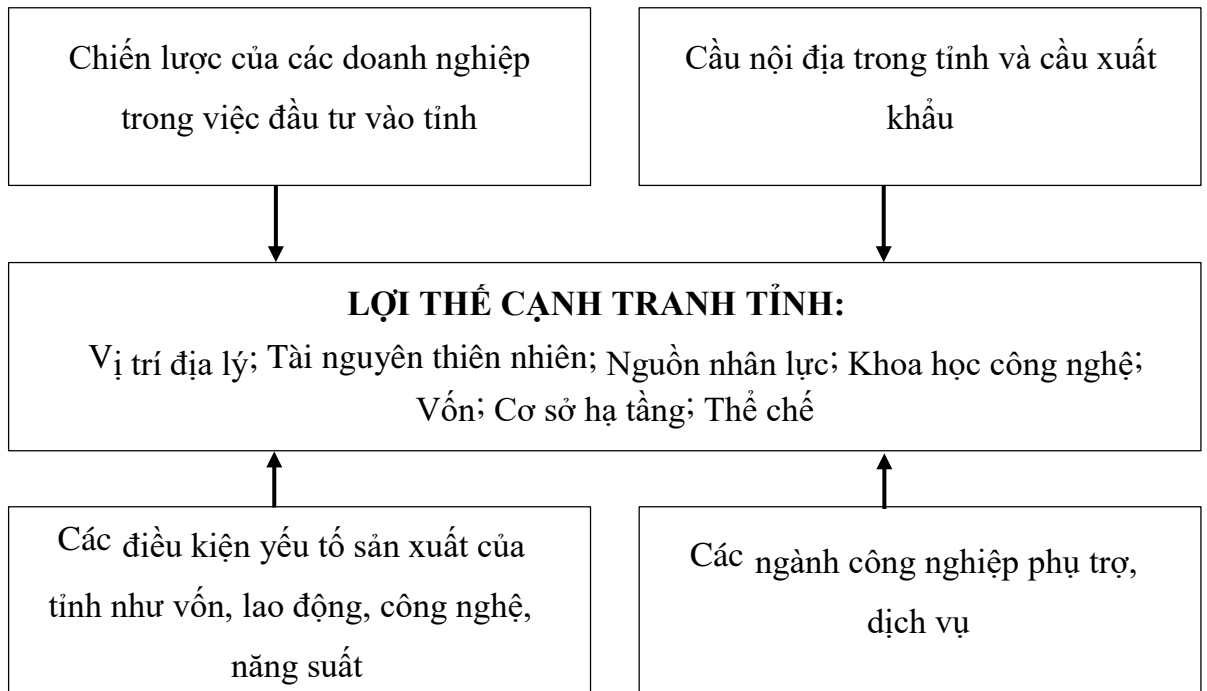 Chiến lược của các doanh nghiệp
trong việc đầu tư vào tỉnh
Cầu nội địa trong tỉnh và cầu xuất
khẩu
LỢI THẾ CẠNH TRANH TỈNH:
Vị trí địa lý; Tài nguyên thiên nhiên; Nguồn nhân lực; Khoa học công nghệ;
Vốn; Cơ sở hạ tầng; Thể chế
Các điều kiện yếu tố sản xuất của
tỉnh như vốn, lao động, công nghệ,
năng suất
Các ngành công nghiệp phụ trợ,
dịch vụ